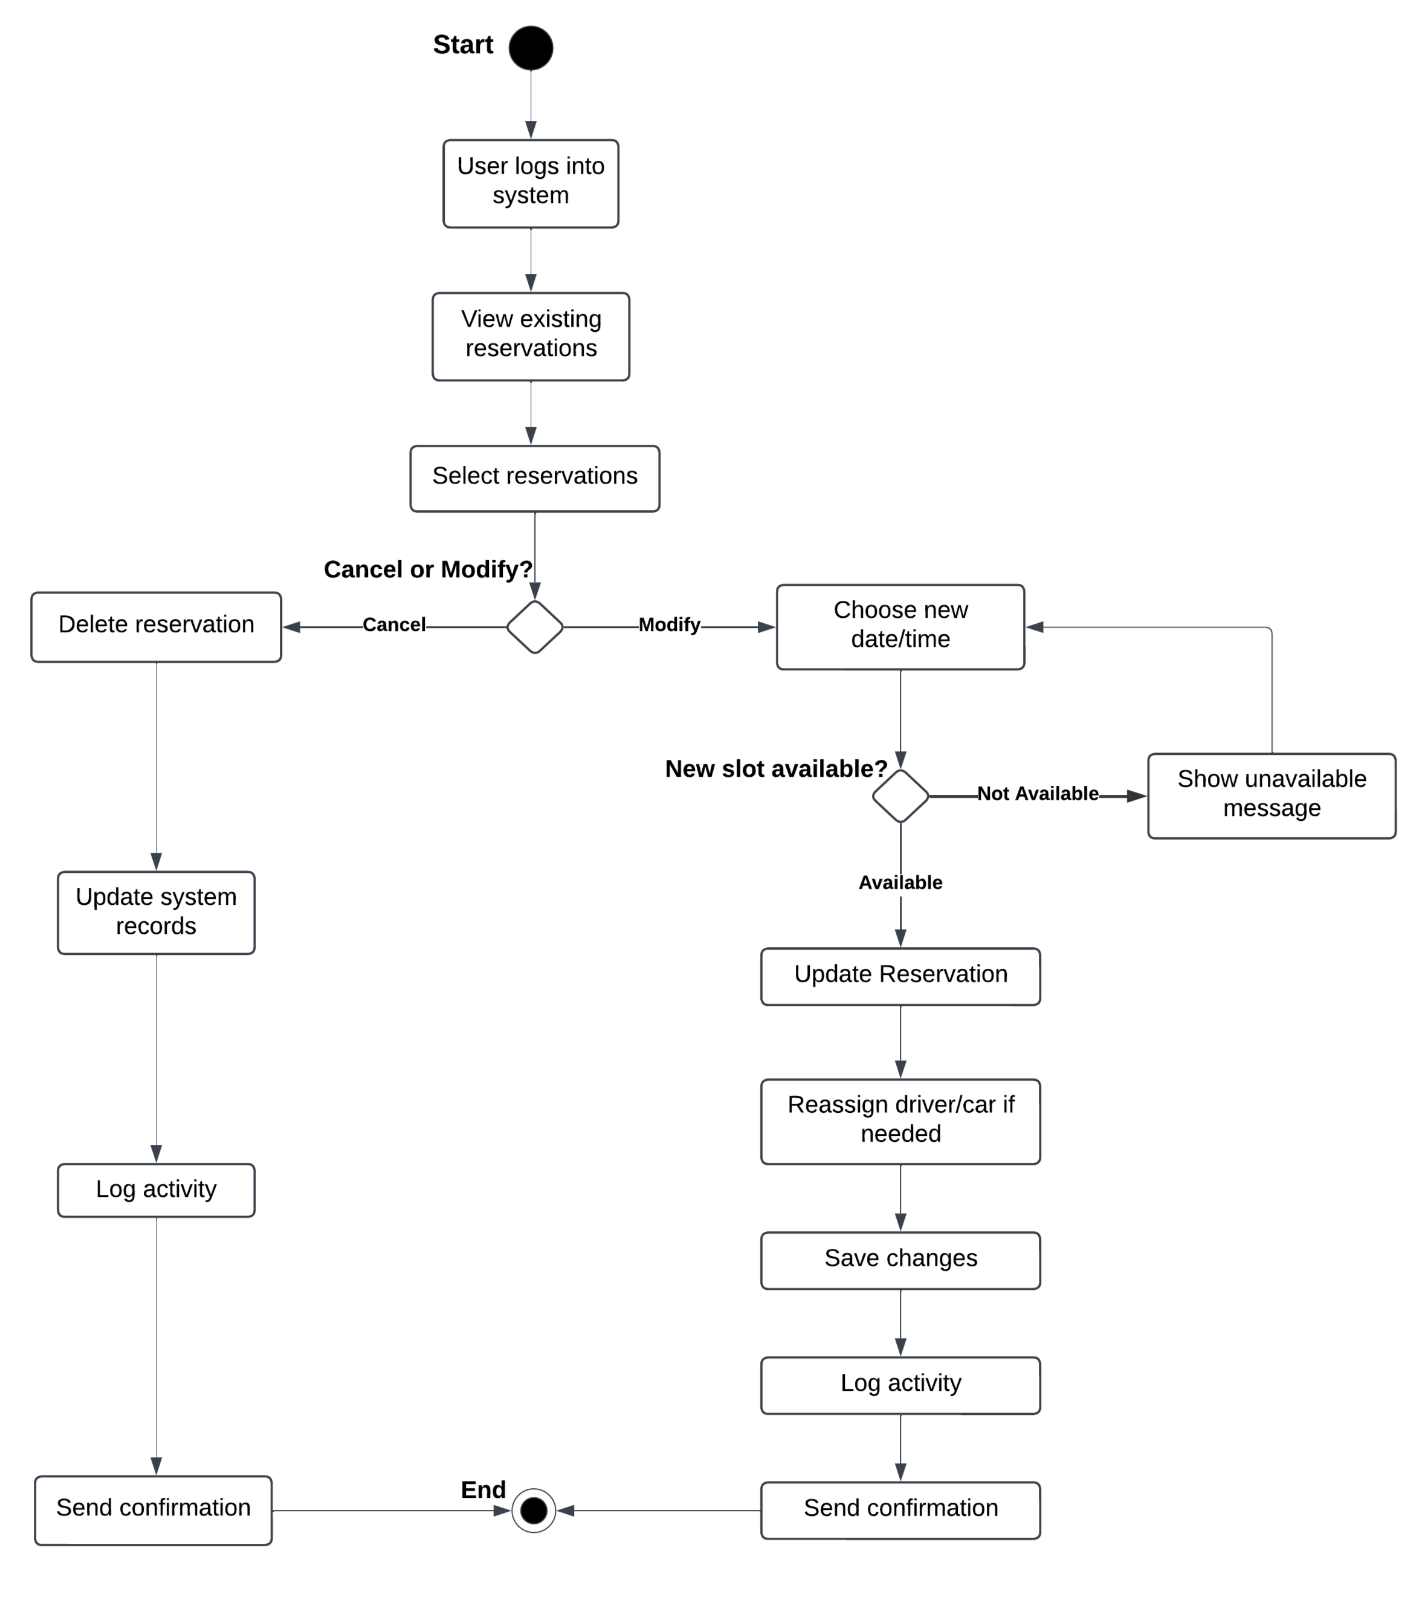 Start
User logs into
system
View existing
reservations
Select reservations
Cancel or Modify?
Delete reservation
Cancel
Modify
Choose new
date/time
New slot available?
Not Available
Show unavailable
message
Available
Update system
records
Update Reservation
Reassign driver/car if
needed
Log activity
Save changes
Log activity
Send confirmation
End
Send confirmation